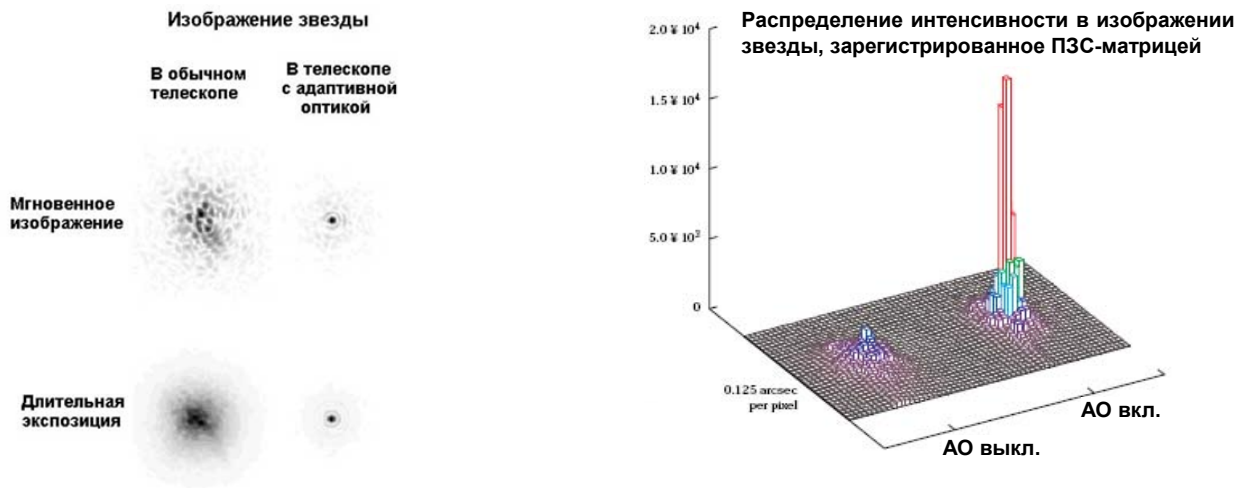 Изображение звезды
В обычном
телескопе
В телескопе
с адаптивной
оптикой
Мгновенное
изображение
Длительная
экспозиция
Распределение интенсивности в изображении
звезды, зарегистрированное ПЗС-матрицей
2.0 ¥ 10⁴
1.5 ¥ 10⁴
1.0 ¥ 10⁴
5.0 ¥ 10³
0
0.125 arcsec
per pixel
АО выкл.
АО вкл.